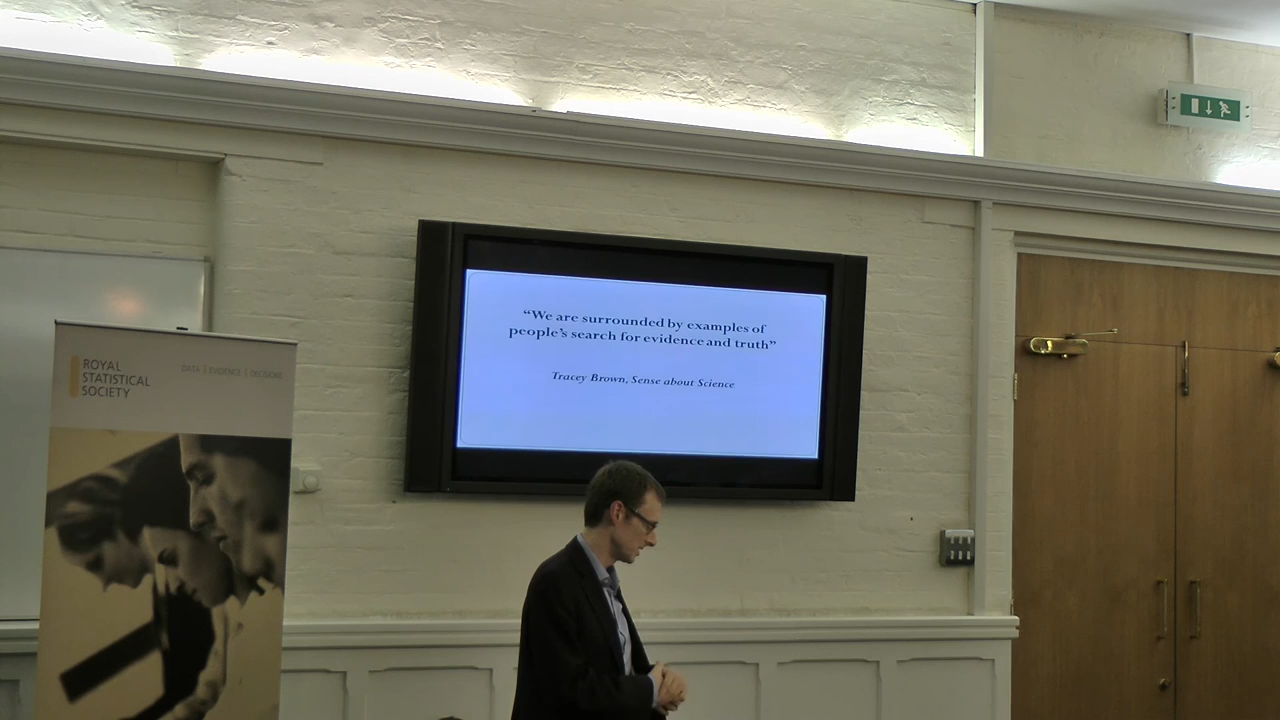 “We are surrounded by examples of
people’s search for evidence and truth”
Tracey Brown, Sense about Science
ROYAL
STATISTICAL
SOCIETY
DATA | EVIDENCE | DECISIONS